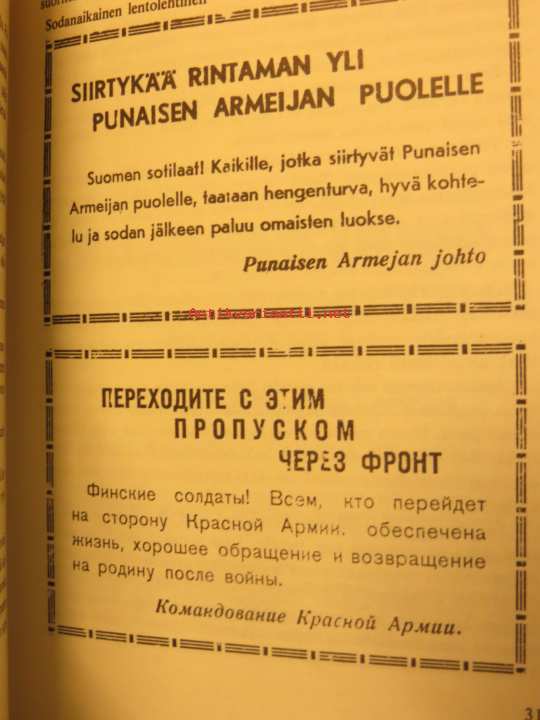 Sodanaikainen lentolehtinen
SIIRTYKÄÄ RINTAMAN YLI
PUNAISEN ARMEIJAN PUOLELLE
Suomen sotilaat! Kaikille, jotka siirtyvät Punaisen
Armeijan puolelle, taataan hengenturva, hyvä kohte-
lu ja sodan jälkeen paluu omaisten luokse.
Punaisen Armejan johto
Antikvariaatti.net
ПЕРЕХОДИТЕ С ЭТИМ
ПРОПУСКОМ
ЧЕРЕЗ ФРОНТ
Финские солдаты! Всем, кто перейдет
на сторону Красной Армии, обеспечена
жизнь, хорошее обращение и возвращение
на родину после войны.
Командование Красной Армии.